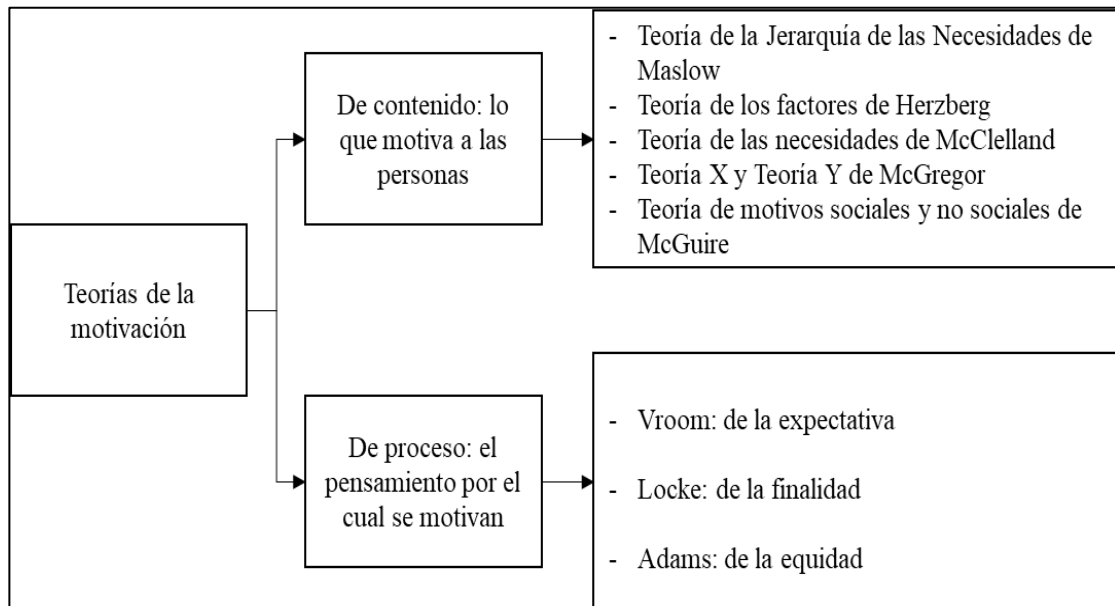 Teorías de la
motivación
De contenido: lo
que motiva a las
personas
- Teoría de la Jerarquía de las Necesidades de
Maslow
- Teoría de los factores de Herzberg
- Teoría de las necesidades de McClelland
- Teoría X y Teoría Y de McGregor
- Teoría de motivos sociales y no sociales de
McGuire
De proceso: el
pensamiento por el
cual se motivan
- Vroom: de la expectativa
- Locke: de la finalidad
- Adams: de la equidad